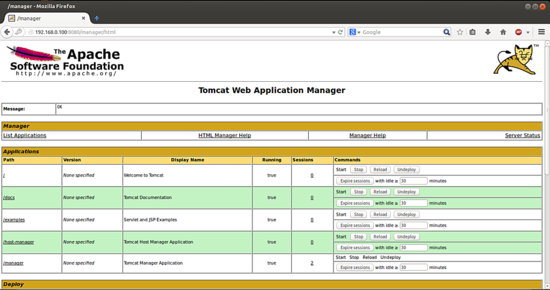 /manager - Mozilla Firefox
/manager
192.168.0.100:8080/manager/html
Google
The Apache
Software Foundation
http://www.apache.org/
TM
Tomcat Web Application Manager
Message: OK
Manager
List Applications HTML Manager Help Manager Help Server Status
Applications
Path Version Display Name Running Sessions Commands
/ None specified Welcome to Tomcat true 0 Start Stop Reload Undeploy
Expire sessions with idle ≥ 30 minutes
/docs None specified Tomcat Documentation true 0 Start Stop Reload Undeploy
Expire sessions with idle ≥ 30 minutes
/examples None specified Servlet and JSP Examples true 0 Start Stop Reload Undeploy
Expire sessions with idle ≥ 30 minutes
/host-manager None specified Tomcat Host Manager Application true 0 Start Stop Reload Undeploy
Expire sessions with idle ≥ 30 minutes
/manager None specified Tomcat Manager Application true 2 Start Stop Reload Undeploy
Expire sessions with idle ≥ 30 minutes
Deploy